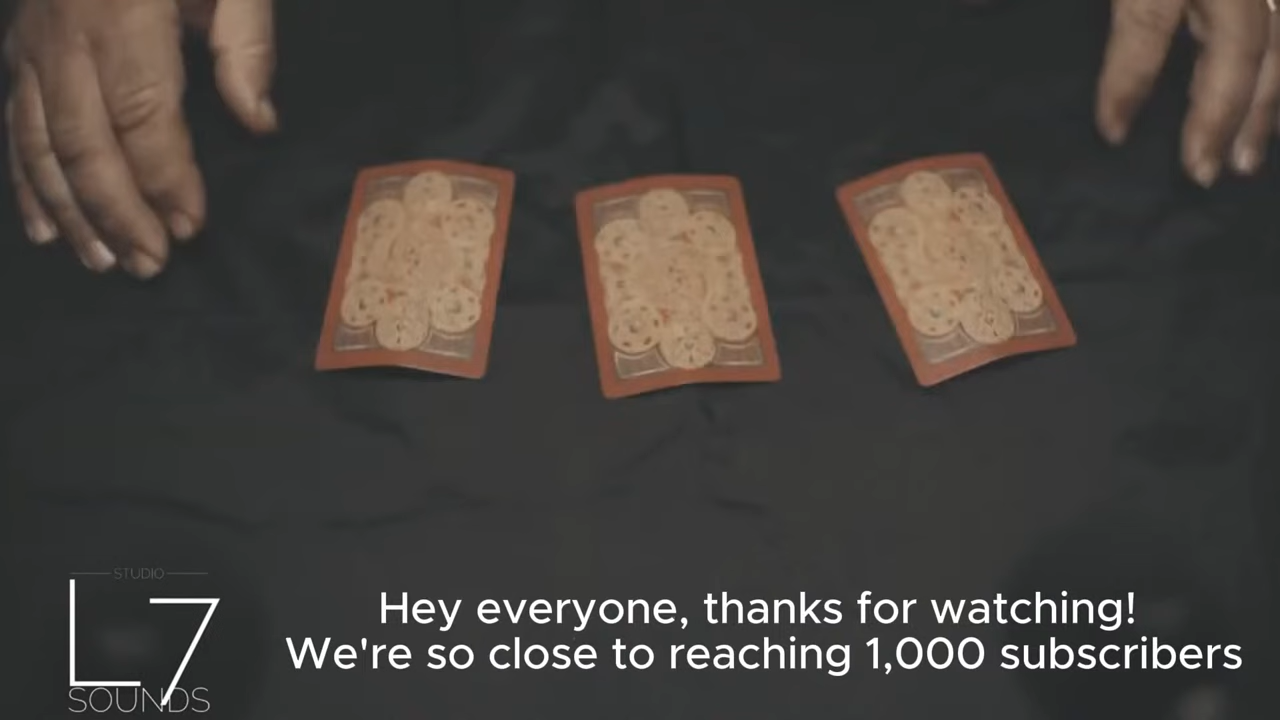 STUDIO
L7
SOUNDS
Hey everyone, thanks for watching!
We're so close to reaching 1,000 subscribers